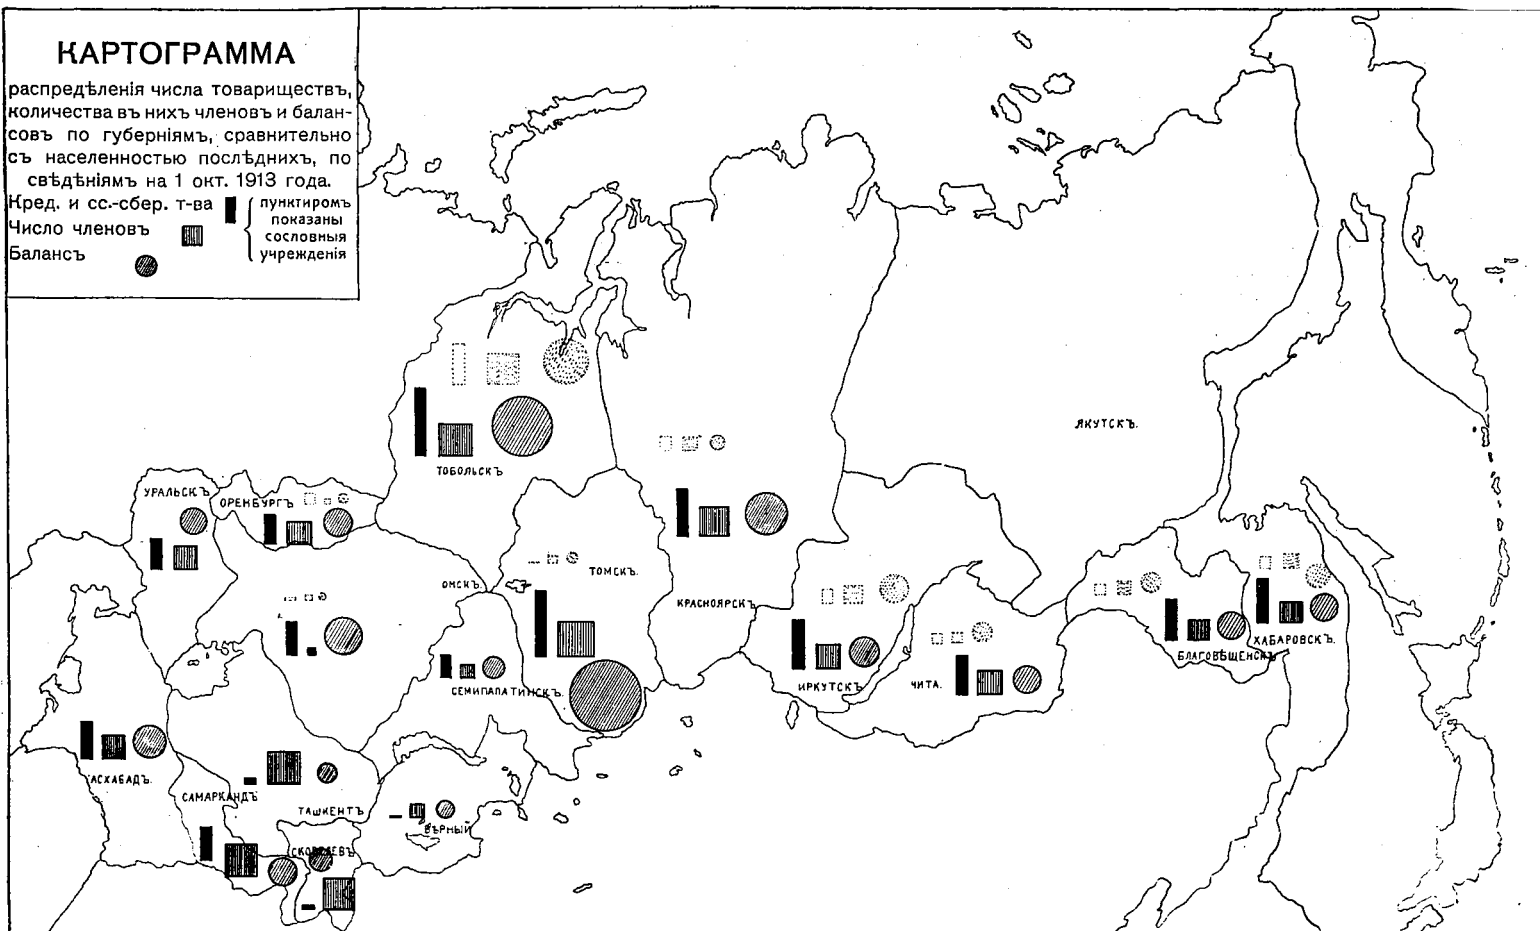 КАРТОГРАММА
распредѣленія числа товариществъ,
количества въ нихъ членовъ и балан-
совъ по губерніямъ, сравнительно
съ населенностью послѣднихъ, по
свѣдѣніямъ на 1 окт. 1913 года.
Кред. и сс.-сбер. т-ва
Число членовъ
Балансъ
пунктиромъ
показаны
сословныя
учрежденія
ЯКУТСКЪ.
ТОБОЛЬСКЪ
УРАЛЬСКЪ
ОРЕНБУРГЪ
ОМСКЪ.
ТОМСКЪ.
КРАСНОЯРСКЪ
СЕМИПАЛАТИНСКЪ.
ИРКУТСКЪ
ЧИТА.
БЛАГОВѢЩЕНСКЪ
ХАБАРОВСКЪ.
АСХАБАДЪ.
САМАРКАНДЪ
ТАШКЕНТЪ
ВѢРНЫЙ
СКОБЕЛЕВЪ